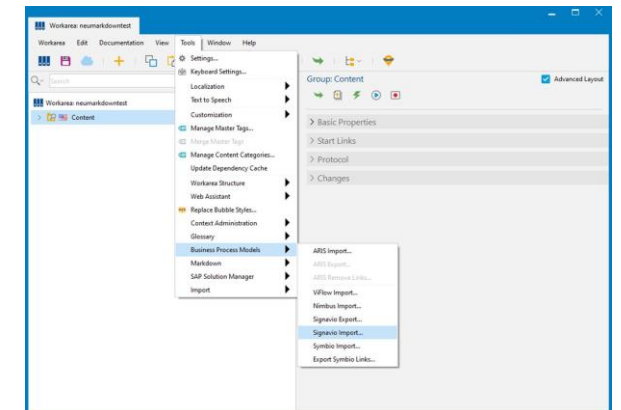 Workarea: neumarkdowntest
Workarea Edit Documentation View Tools Window Help
Search
Workarea: neumarkdowntest
Content
Settings...
Keyboard Settings...
Localization
Text to Speech
Customization
Manage Master Tags...
Merge Master Tags
Manage Content Categories...
Update Dependency Cache
Workarea Structure
Web Assistant
Replace Bubble Styles...
Context Administration
Glossary
Business Process Models
Markdown
SAP Solution Manager
Import
ARIS Import...
ARIS Export...
ARIS Remove Links...
ViFlow Import...
Nimbus Import...
Signavio Export...
Signavio Import...
Symbio Import...
Export Symbio Links...
Group: Content
Advanced Layout
Basic Properties
Start Links
Protocol
Changes